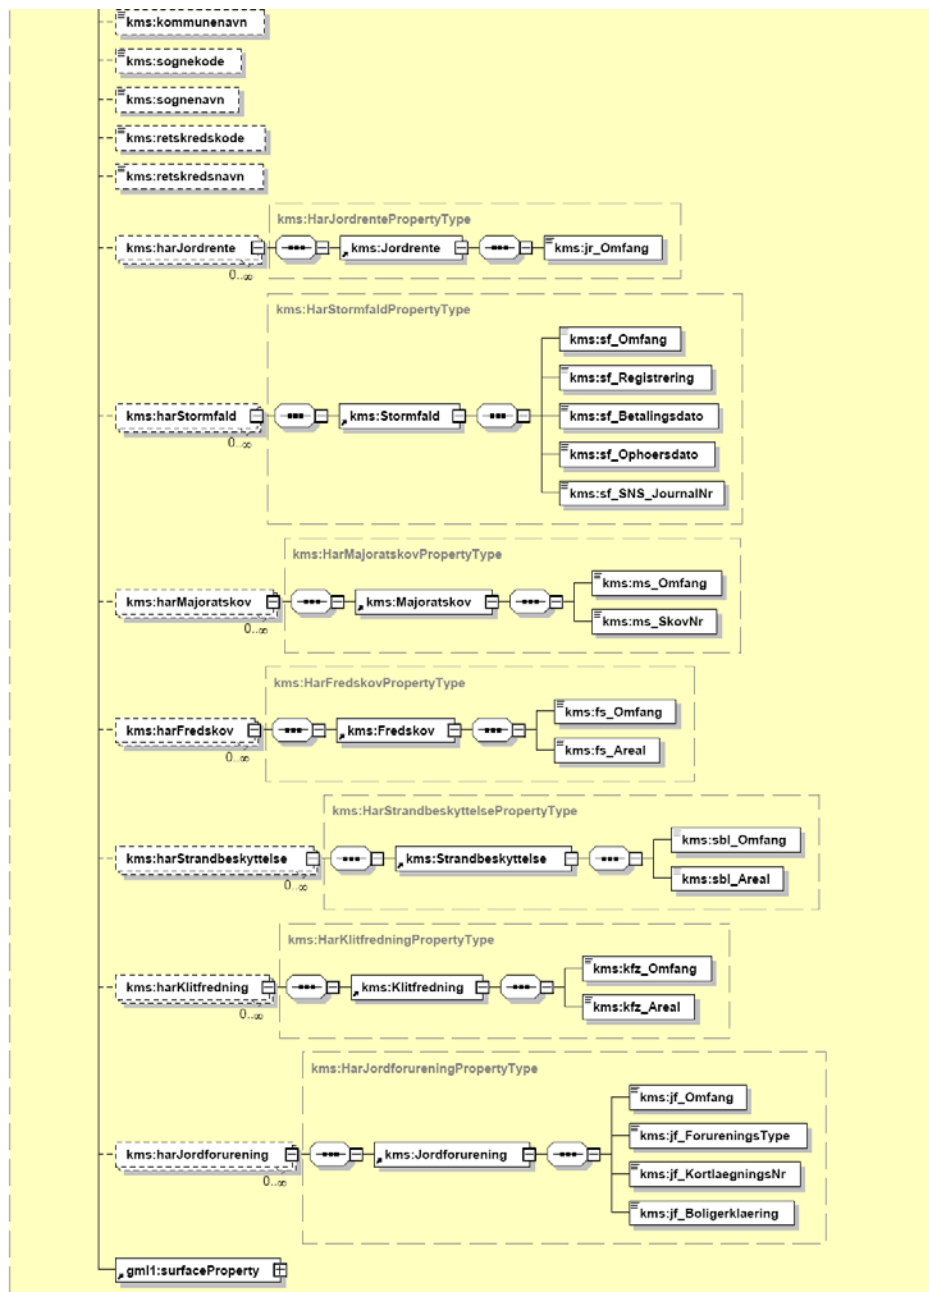 kms:kommunenavn
kms:sognekode
kms:sognenavn
kms:retskredskode
kms:retskredsnavn
kms:HarJordrentePropertyType
kms:harJordrente
kms:Jordrente
kms:jr_Omfang
0..∞
kms:HarStormfaldPropertyType
kms:sf_Omfang
kms:sf_Registrering
kms:harStormfald
kms:Stormfald
kms:sf_Betalingsdato
0..∞
kms:sf_Ophoersdato
kms:sf_SNS_JournalNr
kms:HarMajoratskovPropertyType
kms:ms_Omfang
kms:harMajoratskov
kms:Majoratskov
kms:ms_SkovNr
0..∞
kms:HarFredskovPropertyType
kms:fs_Omfang
kms:harFredskov
kms:Fredskov
kms:fs_Areal
0..∞
kms:HarStrandbeskyttelsePropertyType
kms:sbl_Omfang
kms:harStrandbeskyttelse
kms:Strandbeskyttelse
kms:sbl_Areal
0..∞
kms:HarKlitfredningPropertyType
kms:kfz_Omfang
kms:harKlitfredning
kms:Klitfredning
kms:kfz_Areal
0..∞
kms:HarJordforureningPropertyType
kms:jf_Omfang
kms:jf_ForureningsType
kms:harJordforurening
kms:Jordforurening
kms:jf_KortlaegningsNr
0..∞
kms:jf_Boligerklaering
gml1:surfaceProperty